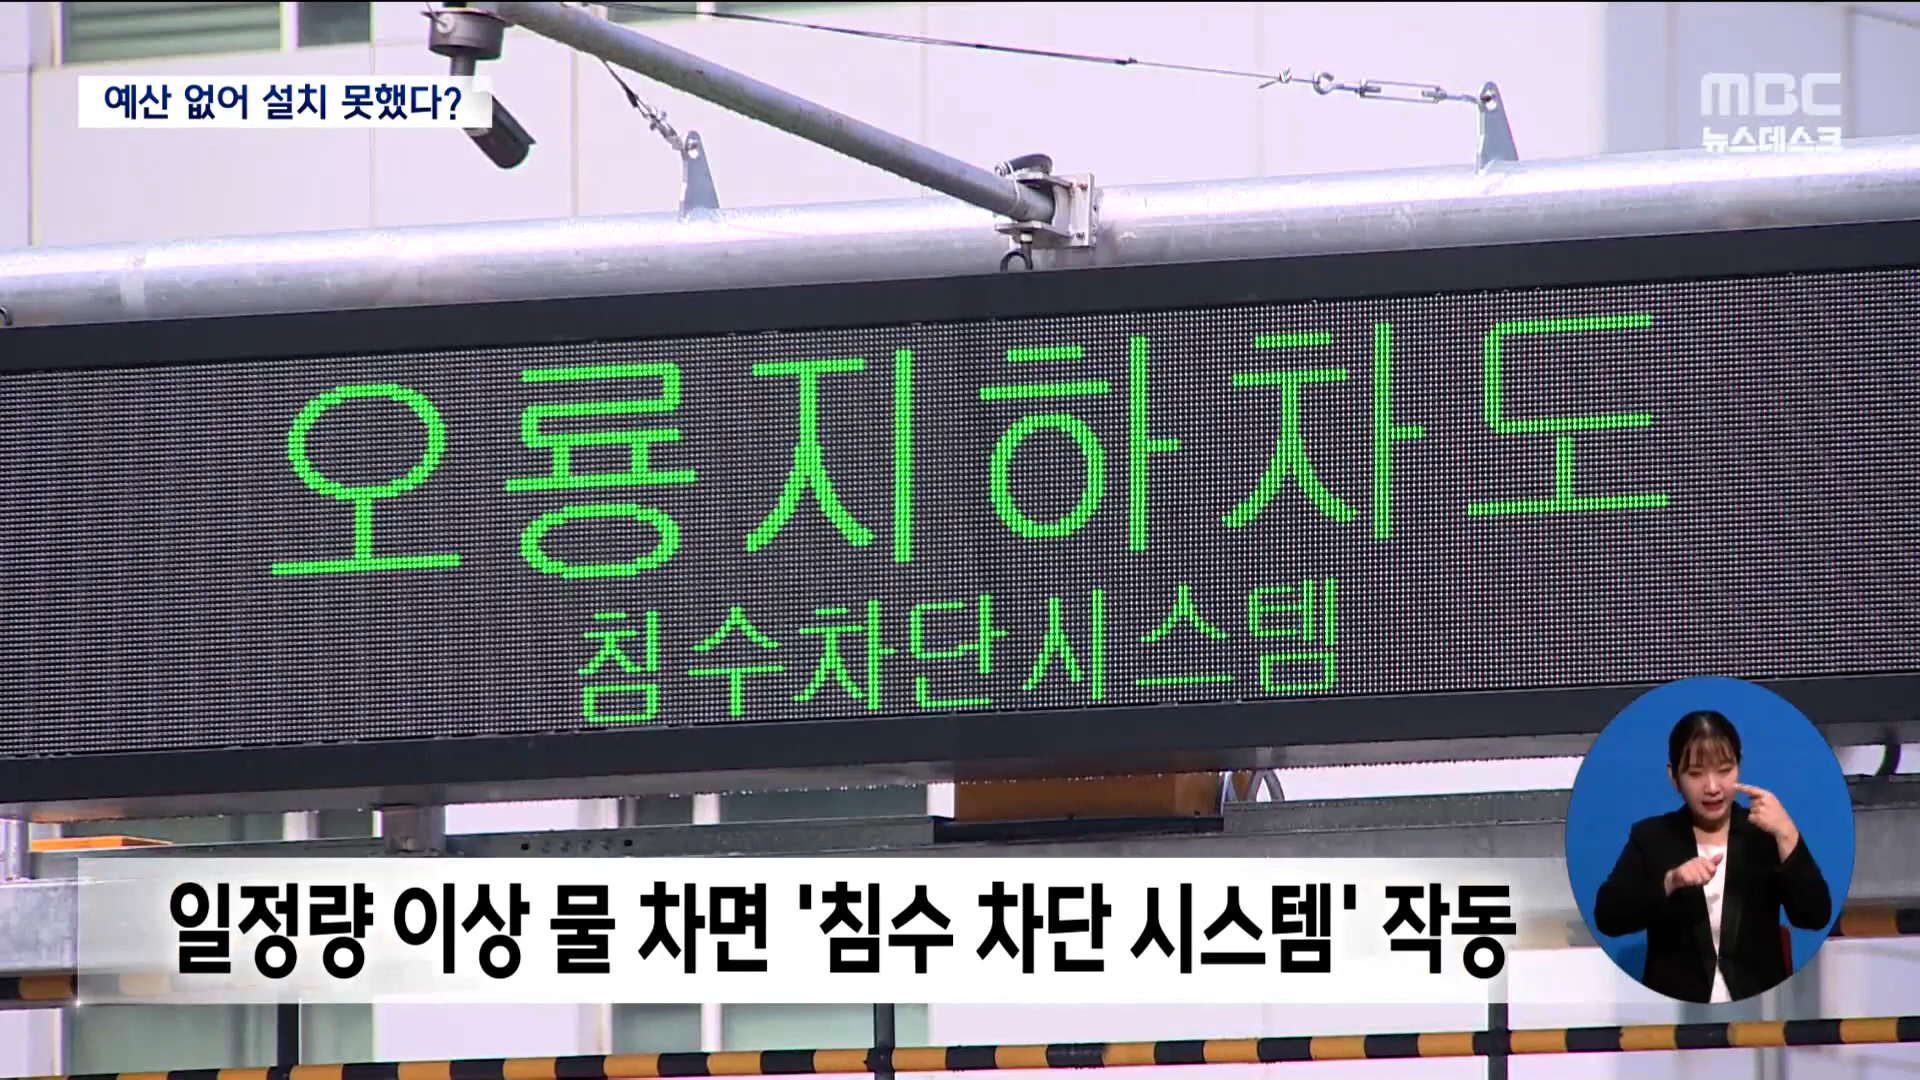 예산 없어 설치 못했다?
MBC
뉴스데스크
오룡지하차도
침수차단시스템
일정량 이상 물 차면 '침수 차단 시스템' 작동